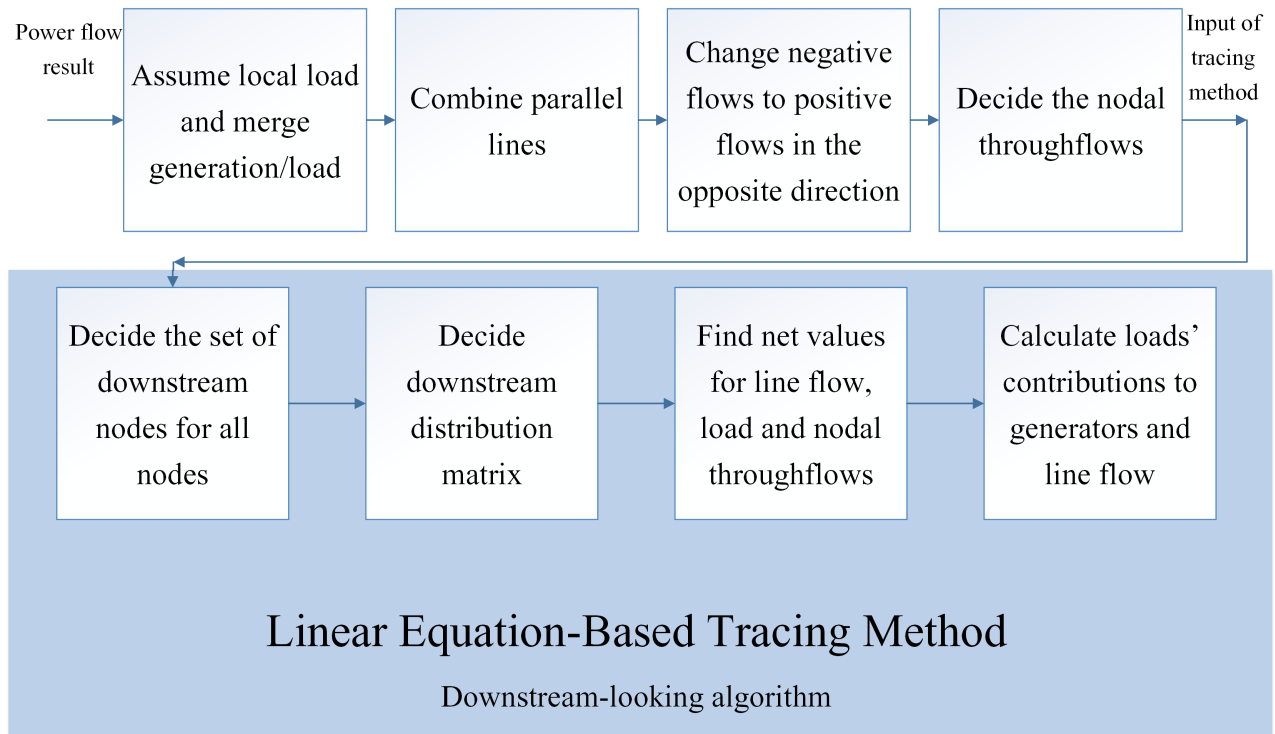 Power flow
result
Assume local load
and merge
generation/load
Combine parallel
lines
Change negative
flows to positive
flows in the
opposite direction
Decide the nodal
throughflows
Input of
tracing
method
Decide the set of
downstream
nodes for all
nodes
Decide
downstream
distribution
matrix
Find net values
for line flow,
load and nodal
throughflows
Calculate loads’
contributions to
generators and
line flow
Linear Equation-Based Tracing Method
Downstream-looking algorithm